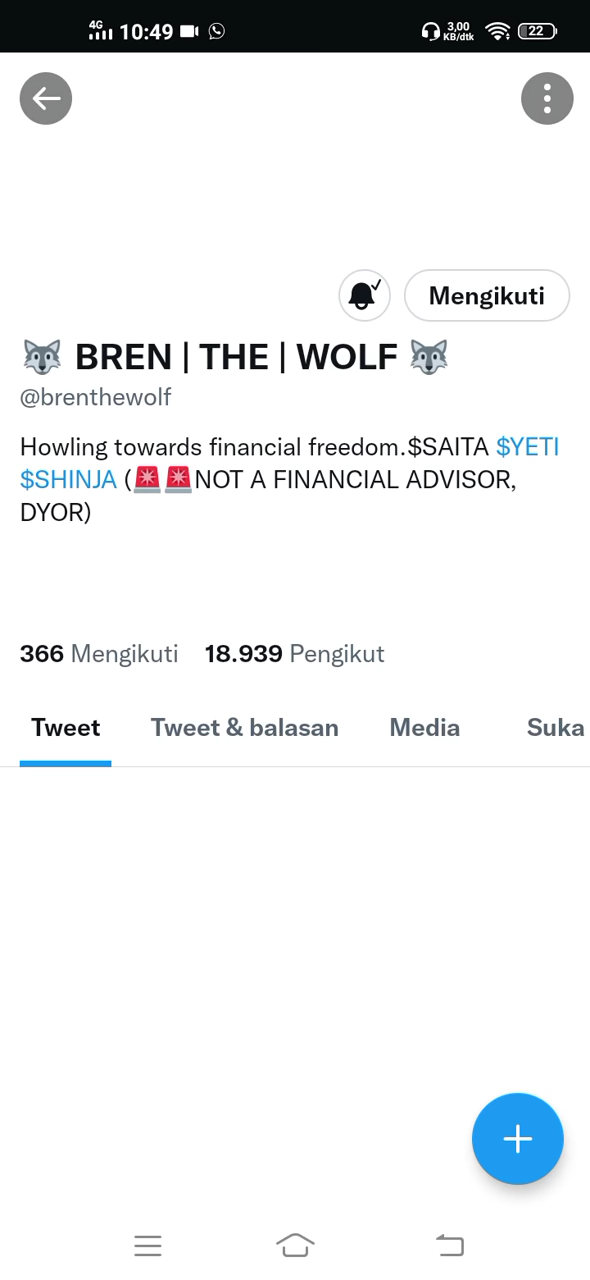 4G 10:49 3,00 KB/dtk 22
Mengikuti
🐺 BREN | THE | WOLF 🐺
@brenthewolf
Howling towards financial freedom.$SAITA $YETI
$SHINJA (🚨🚨NOT A FINANCIAL ADVISOR,
DYOR)
366 Mengikuti 18.939 Pengikut
Tweet Tweet & balasan Media Suka